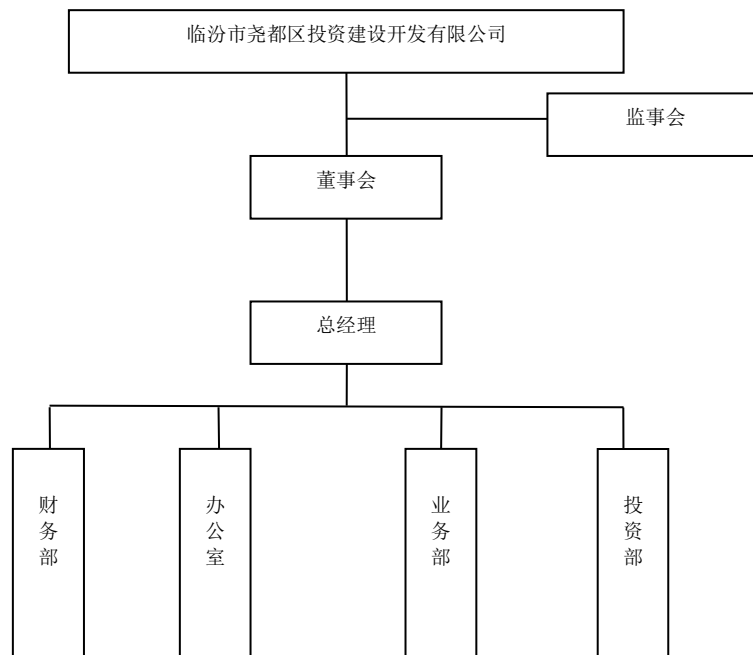 临汾市尧都区投资建设开发有限公司
监事会
董事会
总经理
财务部
办公室
业务部
投资部